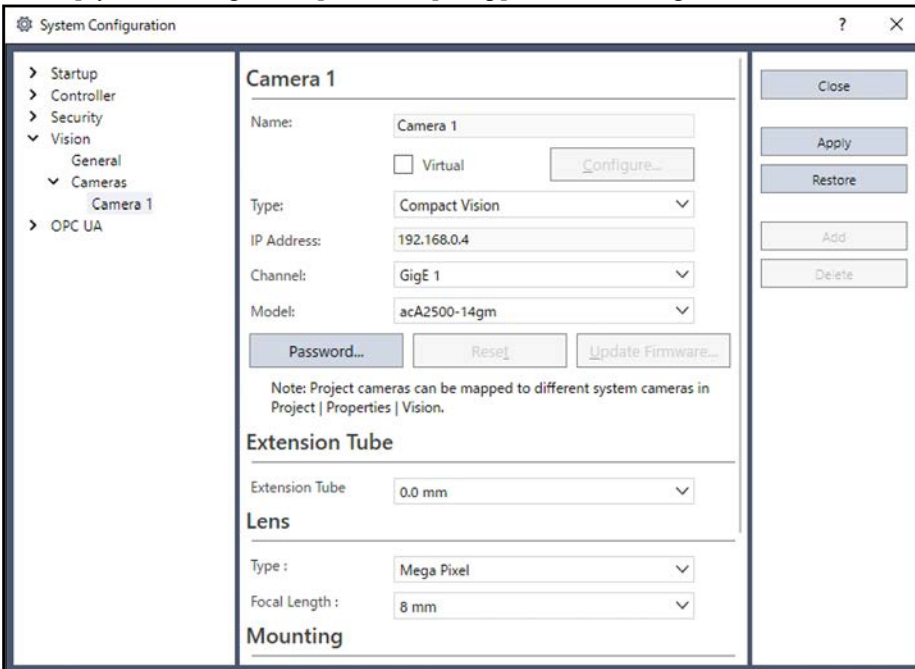 System Configuration
?
Startup
Controller
Security
Vision
General
Cameras
Camera 1
OPC UA
Camera 1
Name: Camera 1
Virtual Configure...
Type: Compact Vision
IP Address: 192.168.0.4
Channel: GigE 1
Model: acA2500-14gm
Password... Reset Update Firmware...
Note: Project cameras can be mapped to different system cameras in
Project | Properties | Vision.
Extension Tube
Extension Tube 0.0 mm
Lens
Type : Mega Pixel
Focal Length : 8 mm
Mounting
Close
Apply
Restore
Add
Delete